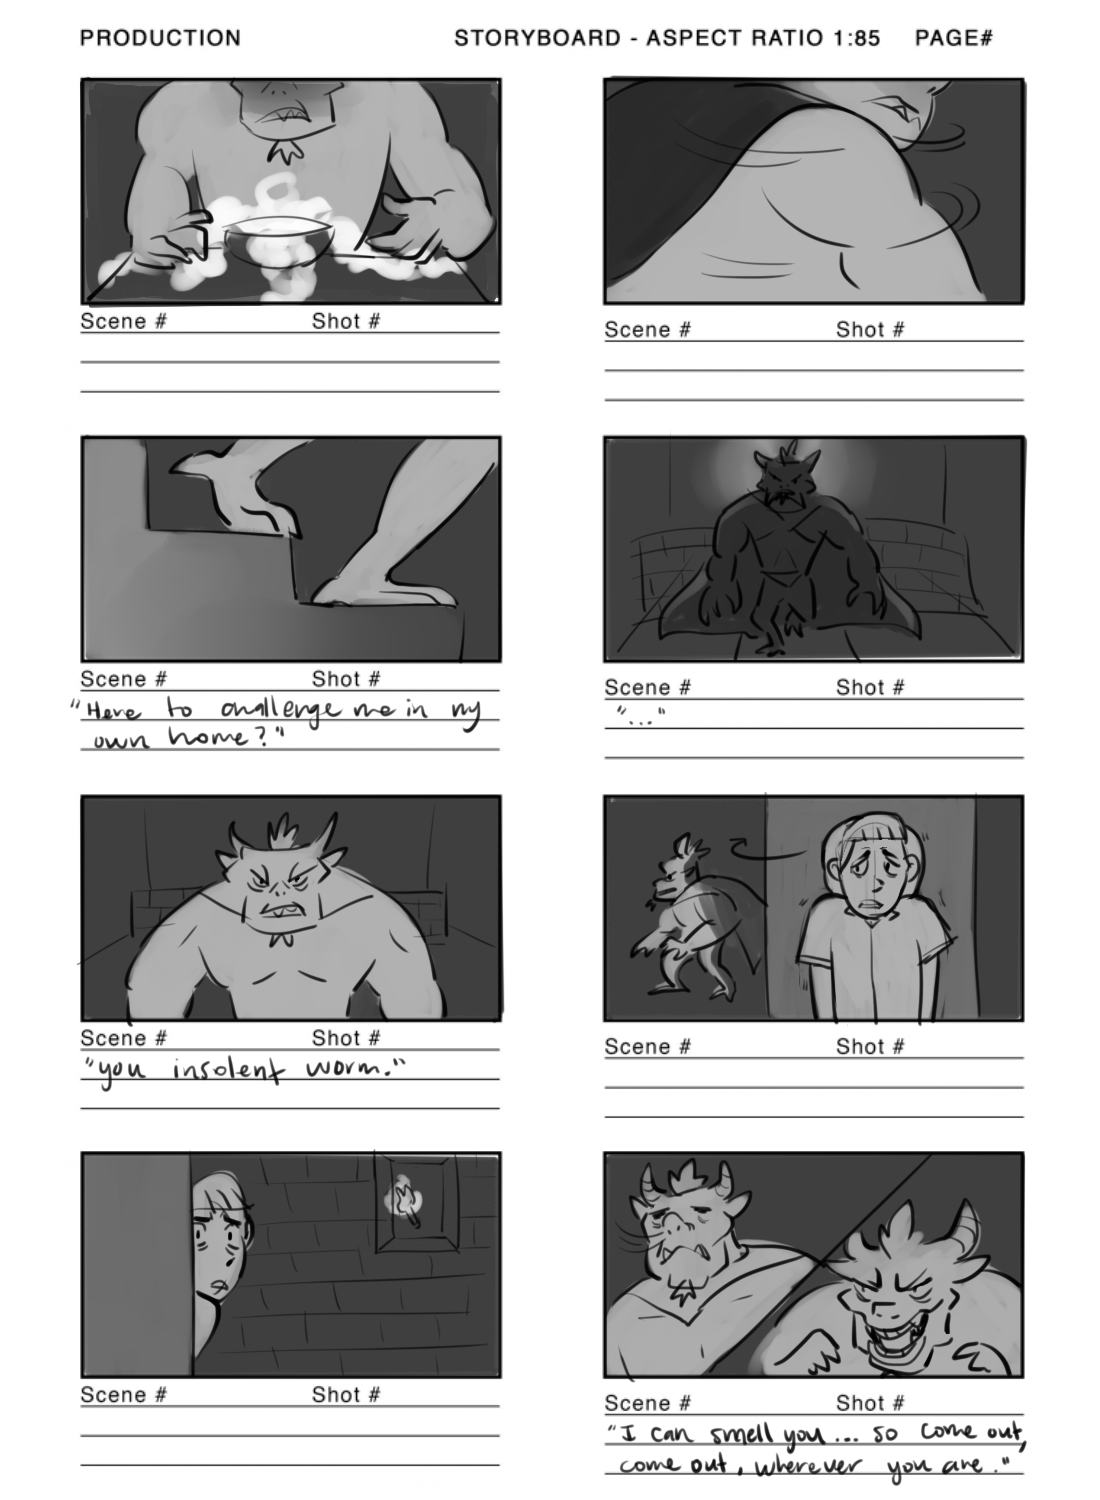 PRODUCTION STORYBOARD - ASPECT RATIO 1:85 PAGE#
Scene # Shot #
Scene # Shot #
Scene # Shot #
"Here to challenge me in my
own home?"
Scene # Shot #
"..."
Scene # Shot #
"you insolent worm."
Scene # Shot #
Scene # Shot #
Scene # Shot #
"I can smell you... so come out,
come out, wherever you are."